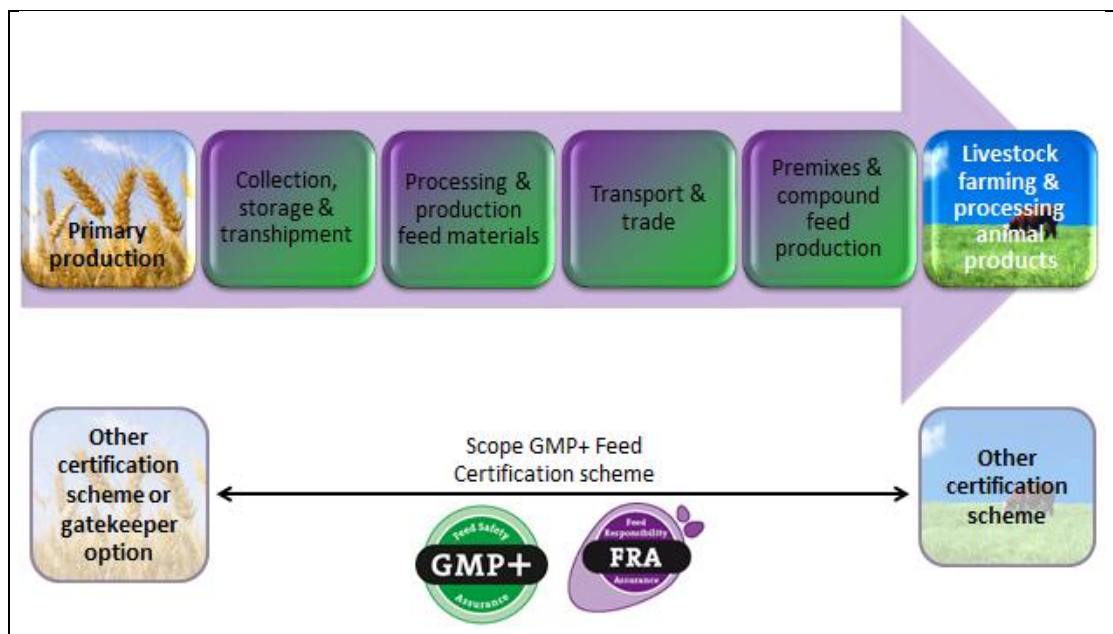 Primary
production
Collection,
storage &
transhipment
Processing &
production
feed materials
Transport &
trade
Premixes &
compound
feed
production
Livestock
farming &
processing
animal
products
Other
certification
scheme or
gatekeeper
option
Scope GMP+ Feed
Certification scheme
Feed Safety
GMP+
Assurance
Feed
Responsibility
FRA
Assurance
Other
certification
scheme